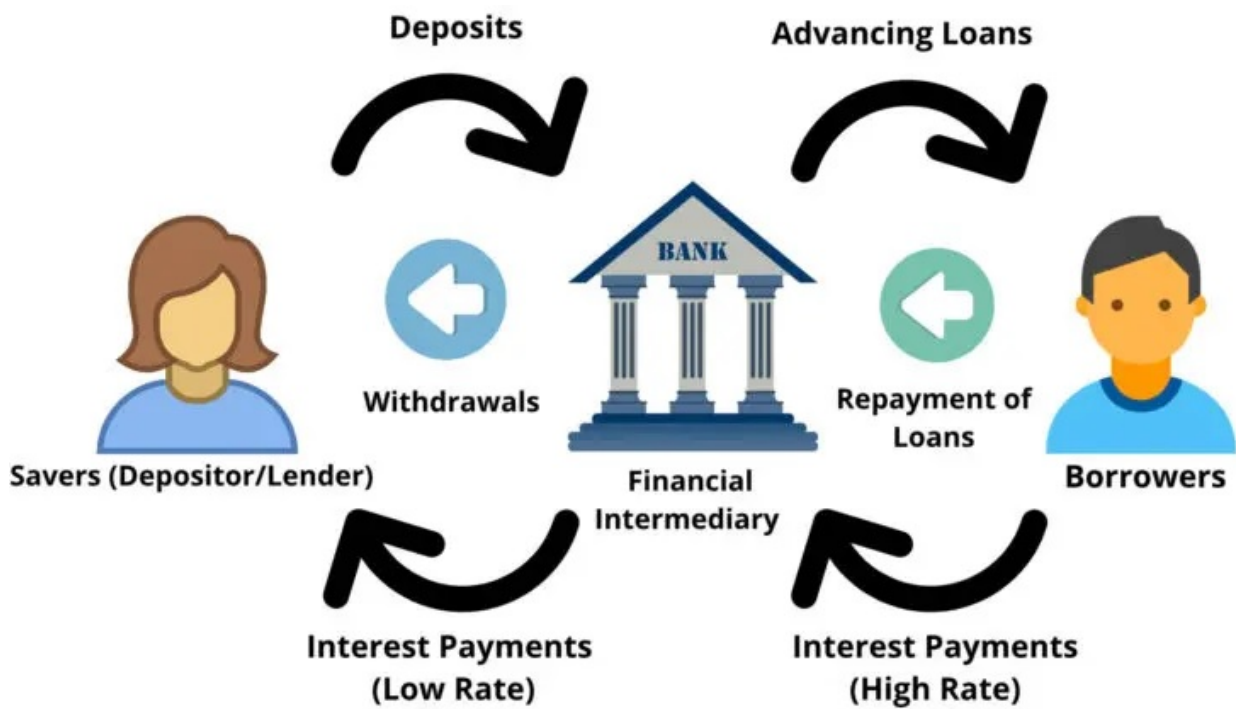 Deposits
Advancing Loans
BANK
Withdrawals
Repayment of
Loans
Savers (Depositor/Lender)
Financial
Intermediary
Borrowers
Interest Payments
(Low Rate)
Interest Payments
(High Rate)